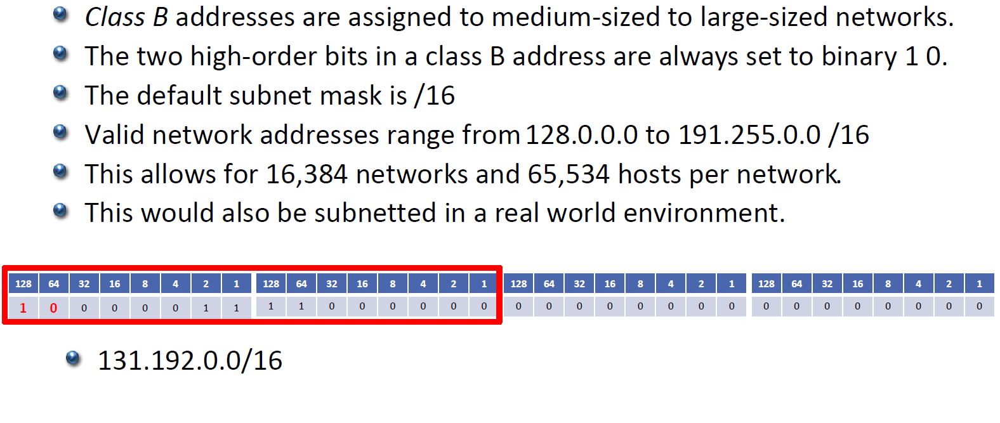 Class B addresses are assigned to medium-sized to large-sized networks.
The two high-order bits in a class B address are always set to binary 1 0.
The default subnet mask is /16
Valid network addresses range from 128.0.0.0 to 191.255.0.0 /16
This allows for 16,384 networks and 65,534 hosts per network.
This would also be subnetted in a real world environment.
128 64 32 16 8 4 2 1 128 64 32 16 8 4 2 1 128 64 32 16 8 4 2 1 128 64 32 16 8 4 2 1
1 0 0 0 0 0 1 1 1 1 0 0 0 0 0 0 0 0 0 0 0 0 0 0 0 0 0 0 0 0 0 0
131.192.0.0/16